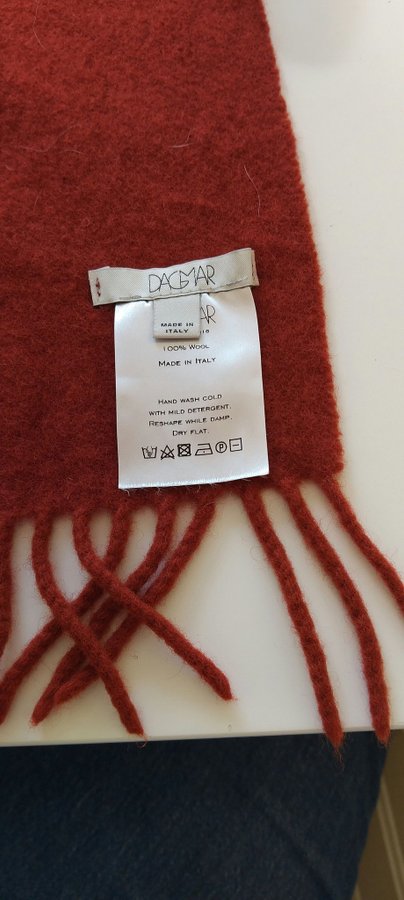 DAGMAR
MADE IN
ITALY
100% WOOL
MADE IN ITALY
HAND WASH COLD
WITH MILD DETERGENT.
RESHAPE WHILE DAMP.
DRY FLAT.